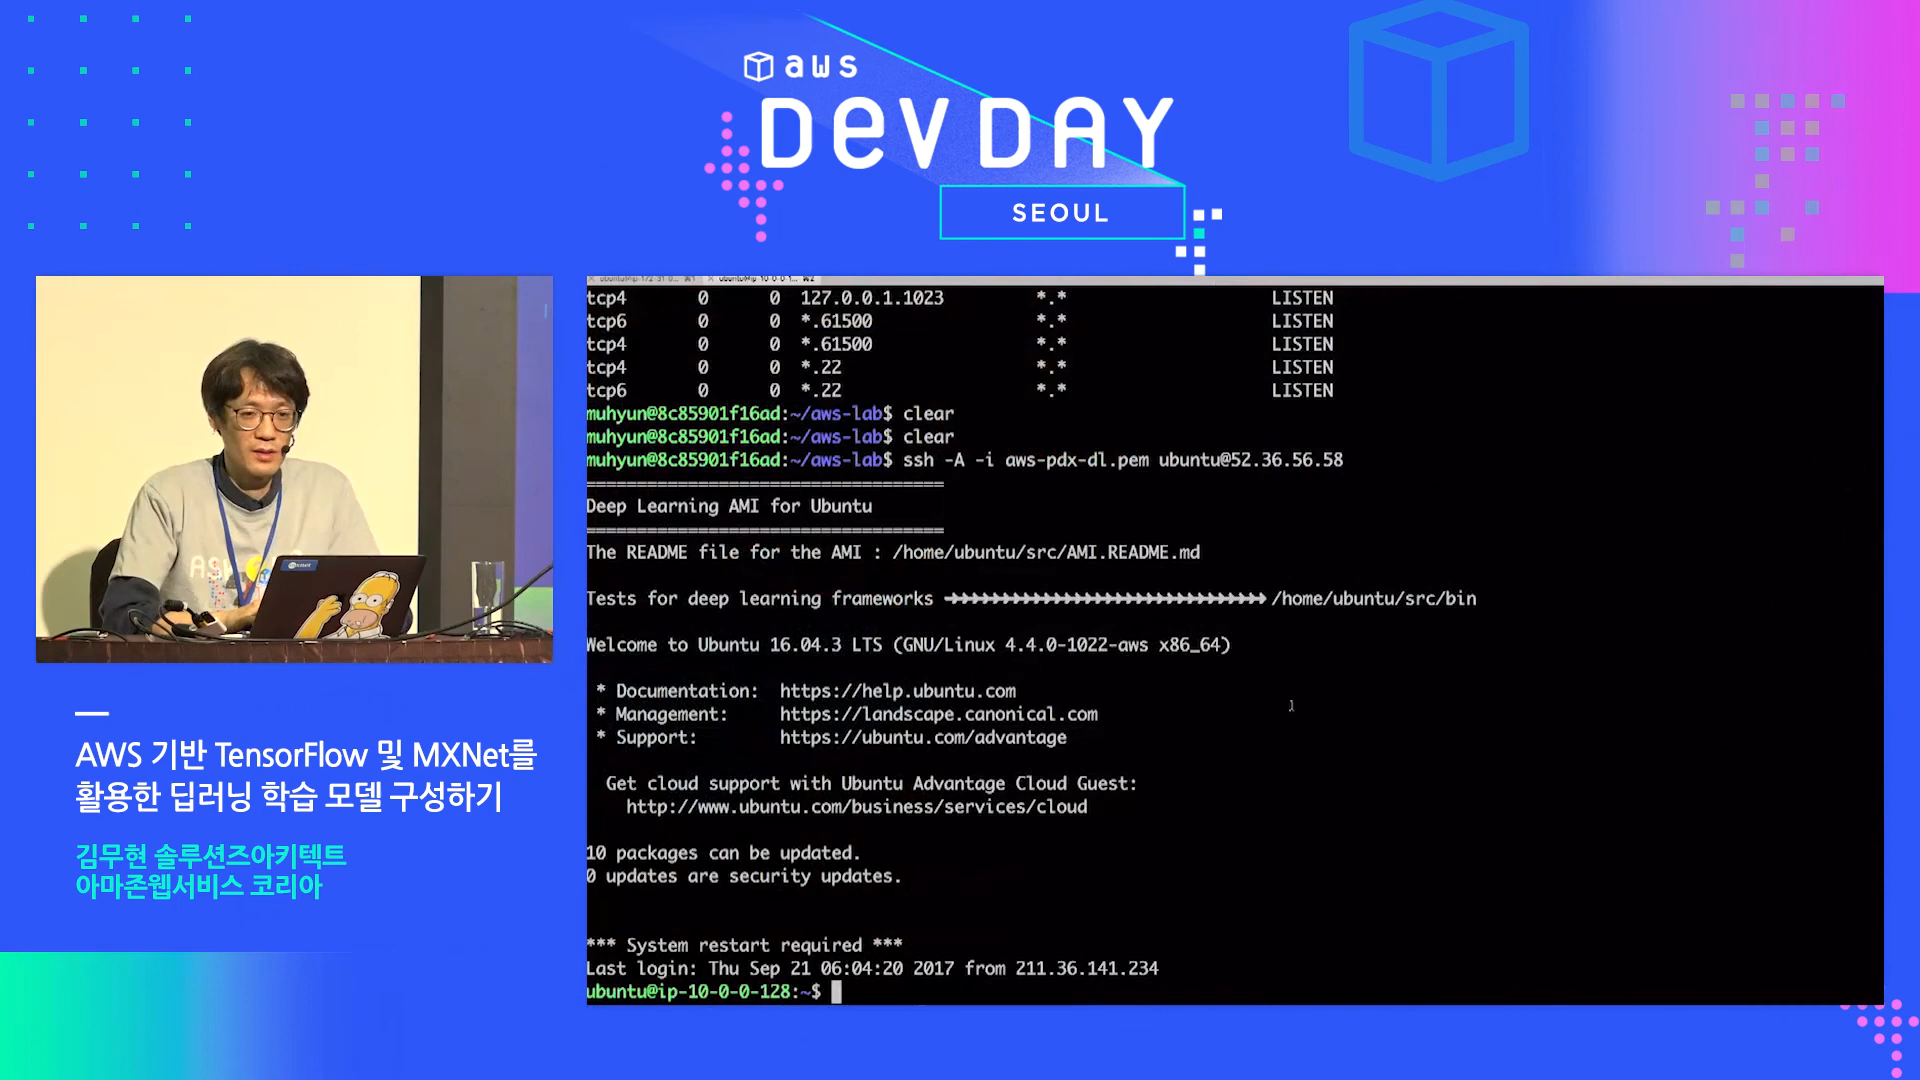 aws
DEV DAY
SEOUL
tcp4 0 0 127.0.0.1.1023 *.* LISTEN
tcp6 0 0 *.61500 *.* LISTEN
tcp4 0 0 *.61500 *.* LISTEN
tcp4 0 0 *.22 *.* LISTEN
tcp6 0 0 *.22 *.* LISTEN
muhyun@8c85901f16ad:~/aws-lab$ clear
muhyun@8c85901f16ad:~/aws-lab$ clear
muhyun@8c85901f16ad:~/aws-lab$ ssh -A -i aws-pdx-dl.pem ubuntu@52.36.56.58
===================================
Deep Learning AMI for Ubuntu
===================================
The README file for the AMI : /home/ubuntu/src/AMI.README.md
Tests for deep learning frameworks /home/ubuntu/src/bin
Welcome to Ubuntu 16.04.3 LTS (GNU/Linux 4.4.0-1022-aws x86_64)
* Documentation: https://help.ubuntu.com
* Management: https://landscape.canonical.com
* Support: https://ubuntu.com/advantage
Get cloud support with Ubuntu Advantage Cloud Guest:
http://www.ubuntu.com/business/services/cloud
10 packages can be updated.
0 updates are security updates.
*** System restart required ***
Last login: Thu Sep 21 06:04:20 2017 from 211.36.141.234
ubuntu@ip-10-0-0-128:~$
AWS 기반 TensorFlow 및 MXNet를
활용한 딥러닝 학습 모델 구성하기
김무현 솔루션즈아키텍트
아마존웹서비스 코리아